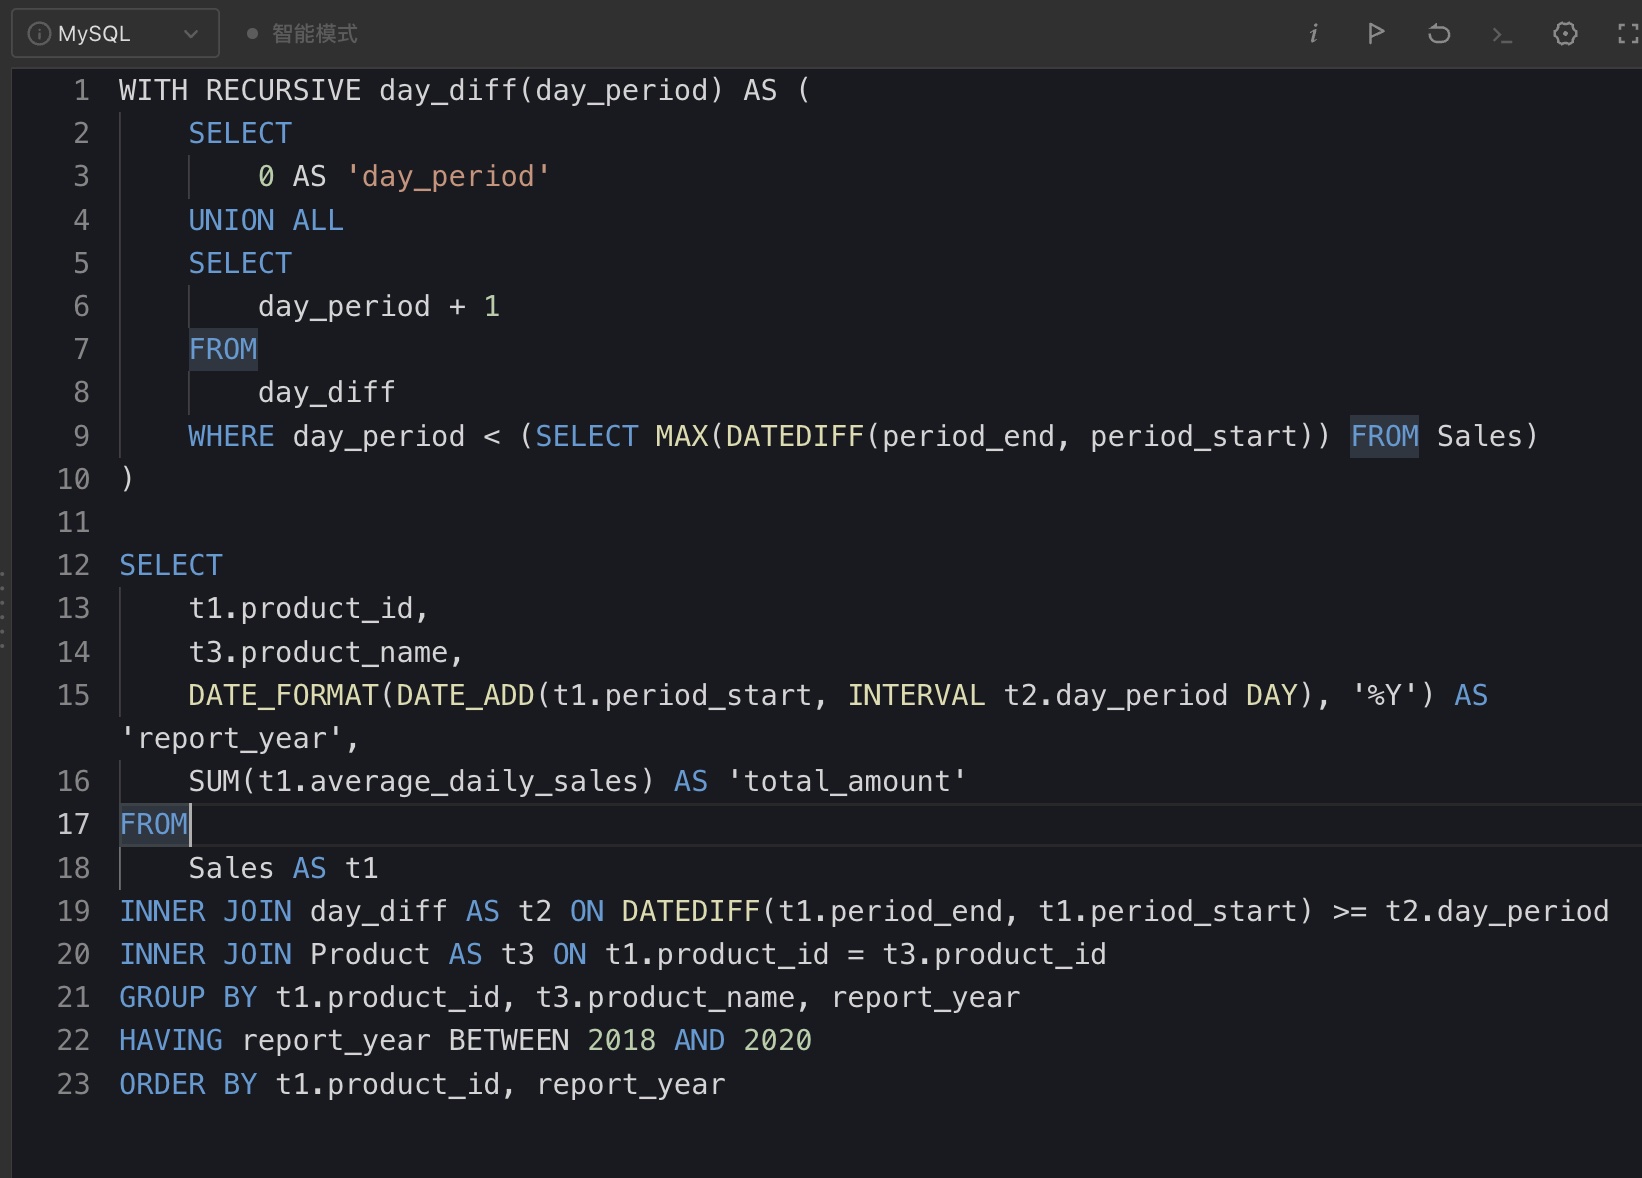 MySQL 智能模式
1 WITH RECURSIVE day_diff(day_period) AS (
2 SELECT
3 0 AS 'day_period'
4 UNION ALL
5 SELECT
6 day_period + 1
7 FROM
8 day_diff
9 WHERE day_period < (SELECT MAX(DATEDIFF(period_end, period_start)) FROM Sales)
10 )
11
12 SELECT
13 t1.product_id,
14 t3.product_name,
15 DATE_FORMAT(DATE_ADD(t1.period_start, INTERVAL t2.day_period DAY), '%Y') AS
'report_year',
16 SUM(t1.average_daily_sales) AS 'total_amount'
17 FROM
18 Sales AS t1
19 INNER JOIN day_diff AS t2 ON DATEDIFF(t1.period_end, t1.period_start) >= t2.day_period
20 INNER JOIN Product AS t3 ON t1.product_id = t3.product_id
21 GROUP BY t1.product_id, t3.product_name, report_year
22 HAVING report_year BETWEEN 2018 AND 2020
23 ORDER BY t1.product_id, report_year